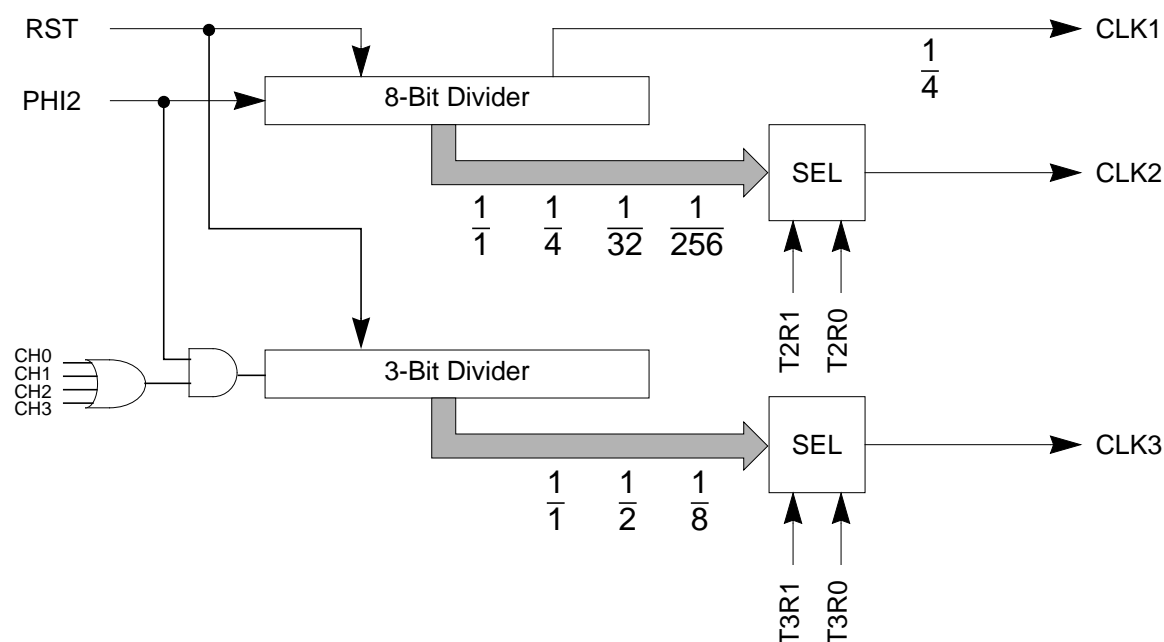 RST
CLK1
1/4
PHI2
8-Bit Divider
SEL
CLK2
1/1 1/4 1/32 1/256
T2R1
T2R0
CH0
CH1
CH2
CH3
3-Bit Divider
SEL
CLK3
1/1 1/2 1/8
T3R1
T3R0